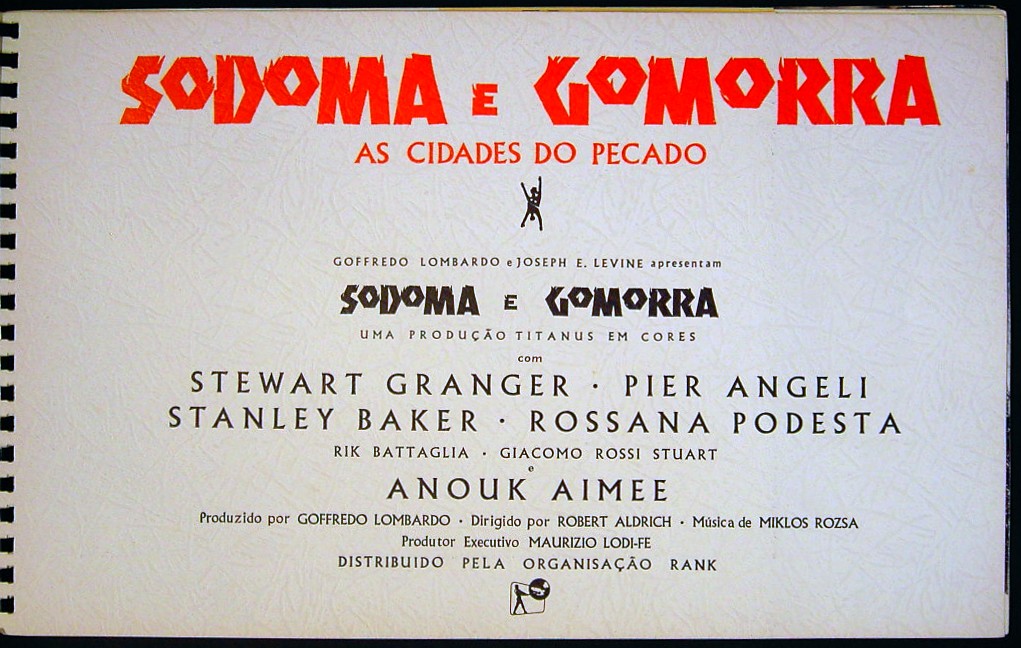 SODOMA E GOMORRA
AS CIDADES DO PECADO
GOFFREDO LOMBARDO e JOSEPH E. LEVINE apresentam
SODOMA E GOMORRA
UMA PRODUÇÃO TITANUS EM CORES
com
STEWART GRANGER · PIER ANGELI
STANLEY BAKER · ROSSANA PODESTA
RIK BATTAGLIA · GIACOMO ROSSI STUART
e
ANOUK AIMEE
Produzido por GOFFREDO LOMBARDO · Dirigido por ROBERT ALDRICH · Música de MIKLOS ROZSA
Produtor Executivo MAURIZIO LODI-FE
DISTRIBUIDO PELA ORGANISAÇÃO RANK